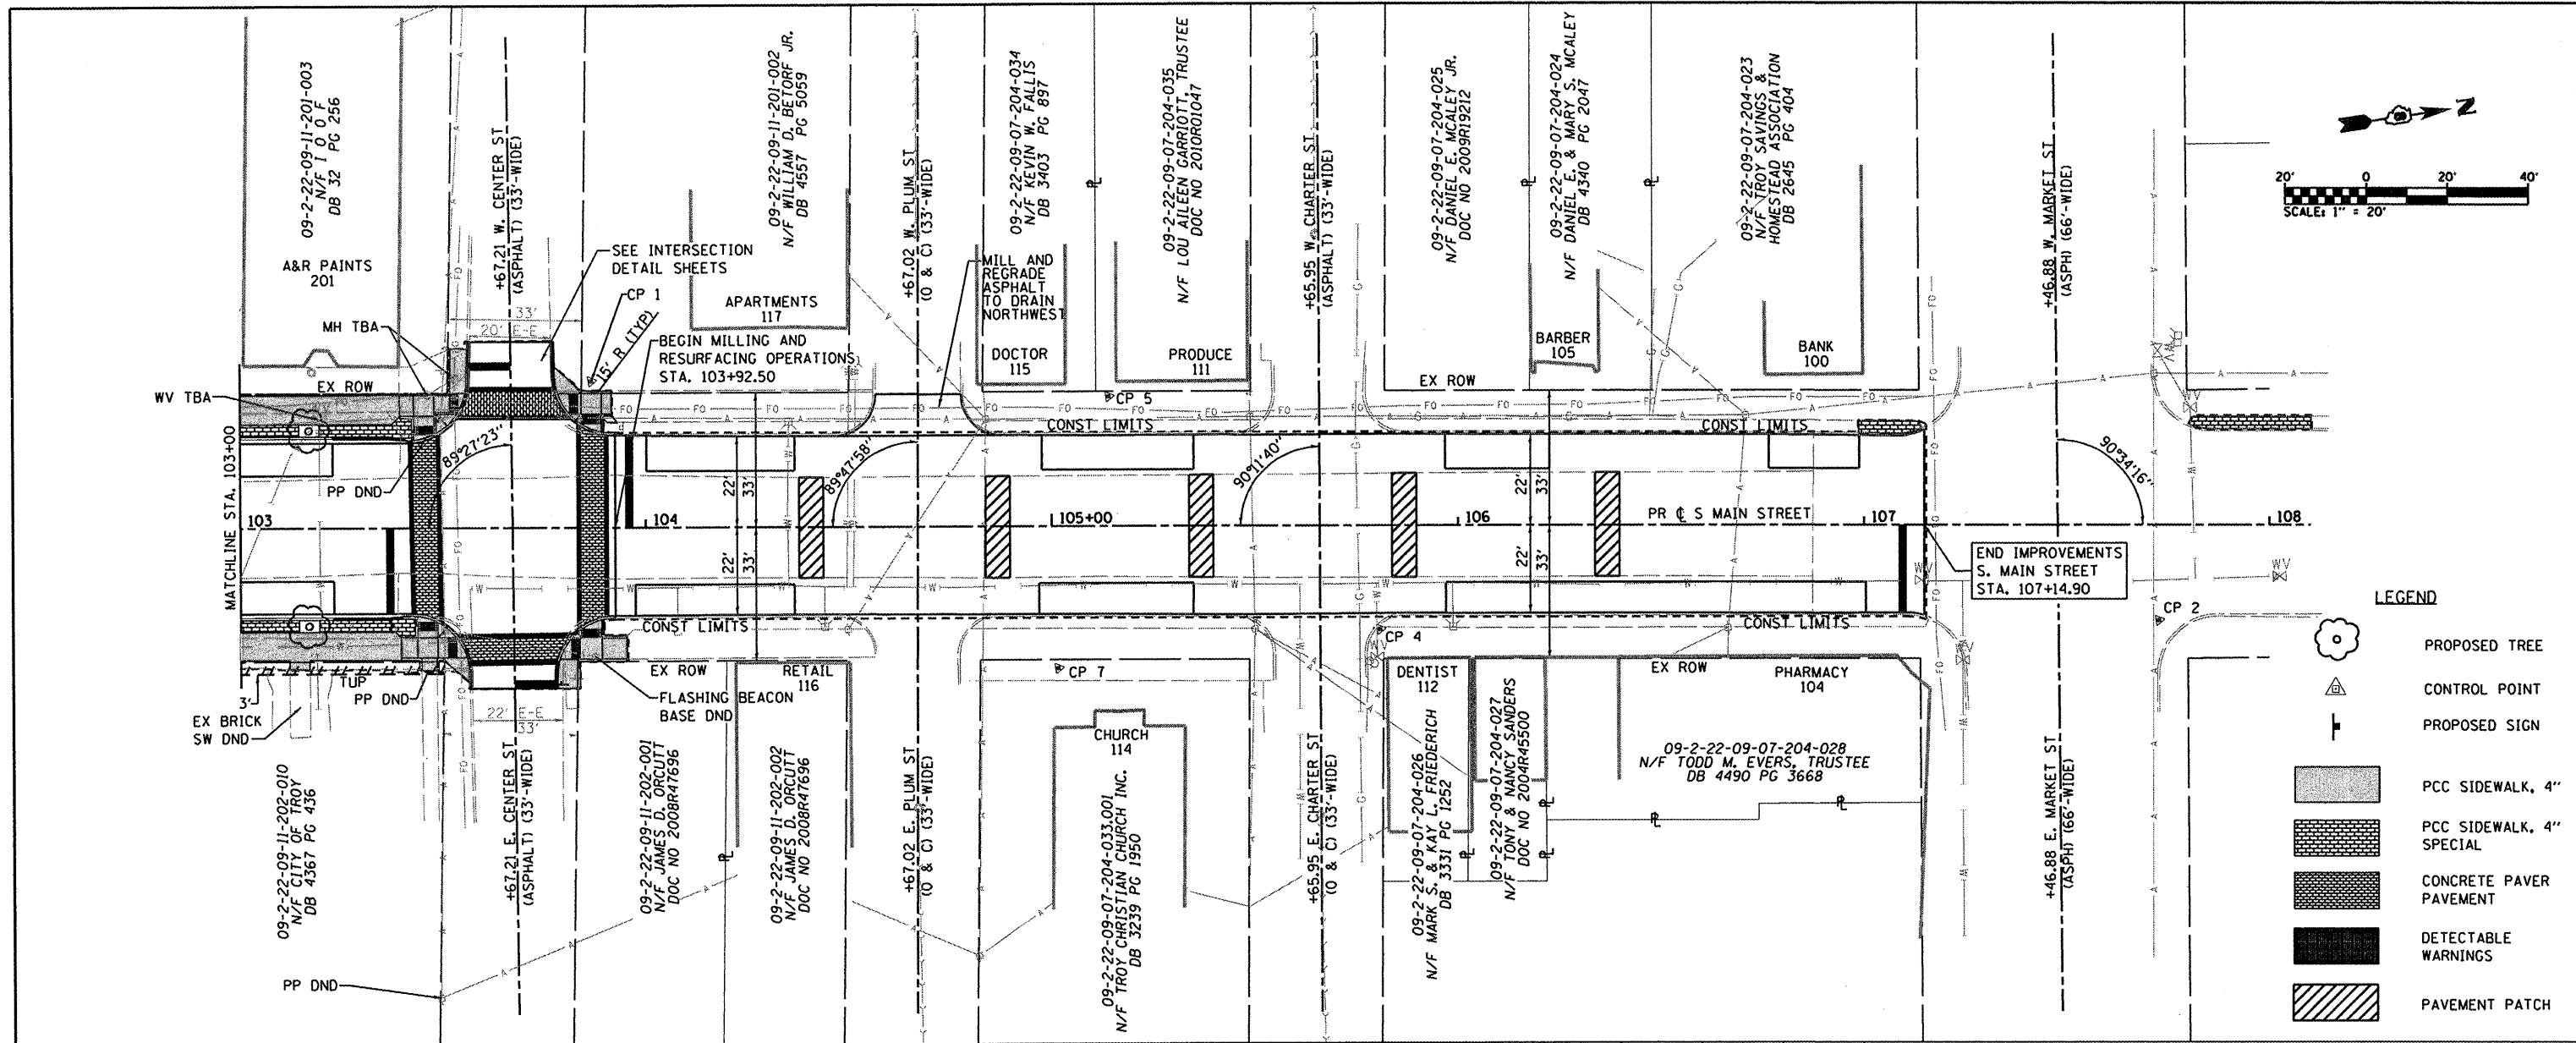 09-2-22-09-11-201-003
N/F I O O F
DB 32 PG 256
A&R PAINTS
201
+67.21 W. CENTER ST
(ASPHALT) (33'-WIDE)
SEE INTERSECTION
DETAIL SHEETS
CP 1
15' R (TYP)
33'
20' E-E
MH TBA
EX ROW
WV TBA
BEGIN MILLING AND
RESURFACING OPERATIONS
STA. 103+92.50
09-2-22-09-11-201-002
N/F WILLIAM D. BETORF JR.
DB 4557 PG 5059
APARTMENTS
117
+67.02 W. PLUM ST
(O & C) (33'-WIDE)
MILL AND
REGRADE
ASPHALT
TO DRAIN
NORTHWEST
09-2-22-09-07-204-034
N/F KEVIN W. FALLIS
DB 3403 PG 897
DOCTOR
115
09-2-22-09-07-204-035
N/F LOU AILEEN GARRIOTT, TRUSTEE
DOC NO 2010R01047
PRODUCE
111
CP 5
CONST LIMITS
+65.95 W. CHARTER ST
(ASPHALT) (33'-WIDE)
09-2-22-09-07-204-025
N/F DANIEL E. MCALEY JR.
DOC NO 2009R19212
09-2-22-09-07-204-024
N/F DANIEL E. & MARY S. MCALEY
DB 4340 PG 2047
BARBER
105
EX ROW
09-2-22-09-07-204-023
N/F TROY SAVINGS &
HOMESTEAD ASSOCIATION
DB 2645 PG 404
BANK
100
CONST LIMITS
+46.88 W. MARKET ST
(ASPH) (66'-WIDE)
N
20' 0 20' 40'
SCALE: 1" = 20'
MATCHLINE STA. 103+00
PP DND
89°27'23"
89°47'58"
90°11'40"
90°34'16"
22' 33'
22' 33'
22' 33'
22' 33'
103
104
105+00
106
PR ℄ S MAIN STREET
107
108
END IMPROVEMENTS
S. MAIN STREET
STA. 107+14.90
WV
WV
WV
CP 2
3'
TUP
EX BRICK
SW DND
PP DND
22' E-E
33'
FLASHING BEACON
BASE DND
CONST LIMITS
EX ROW
RETAIL
116
CP 7
CHURCH
114
CP 4
DENTIST
112
EX ROW
CONST LIMITS
PHARMACY
104
09-2-22-09-11-202-010
N/F CITY OF TROY
DB 4367 PG 436
+67.21 E. CENTER ST
(ASPHALT) (33'-WIDE)
09-2-22-09-11-202-001
N/F JAMES D. ORCUTT
DOC NO 2008R47696
09-2-22-09-11-202-002
N/F JAMES D. ORCUTT
DOC NO 2008R47696
+67.02 E. PLUM ST
(O & C) (33'-WIDE)
09-2-22-09-07-204-033.001
N/F TROY CHRISTIAN CHURCH INC.
DB 3239 PG 1950
+65.95 E. CHARTER ST
(O & C) (33'-WIDE)
09-2-22-09-07-204-026
N/F MARK S. & KAY L. FRIEDERICH
DB 3331 PG 1252
09-2-22-09-07-204-027
N/F TONY & NANCY SANDERS
DOC NO 2004R45500
09-2-22-09-07-204-028
N/F TODD M. EVERS, TRUSTEE
DB 4490 PG 3668
+46.88 E. MARKET ST
(ASPH) (66'-WIDE)
PP DND
LEGEND
PROPOSED TREE
CONTROL POINT
PROPOSED SIGN
PCC SIDEWALK, 4"
PCC SIDEWALK, 4"
SPECIAL
CONCRETE PAVER
PAVEMENT
DETECTABLE
WARNINGS
PAVEMENT PATCH